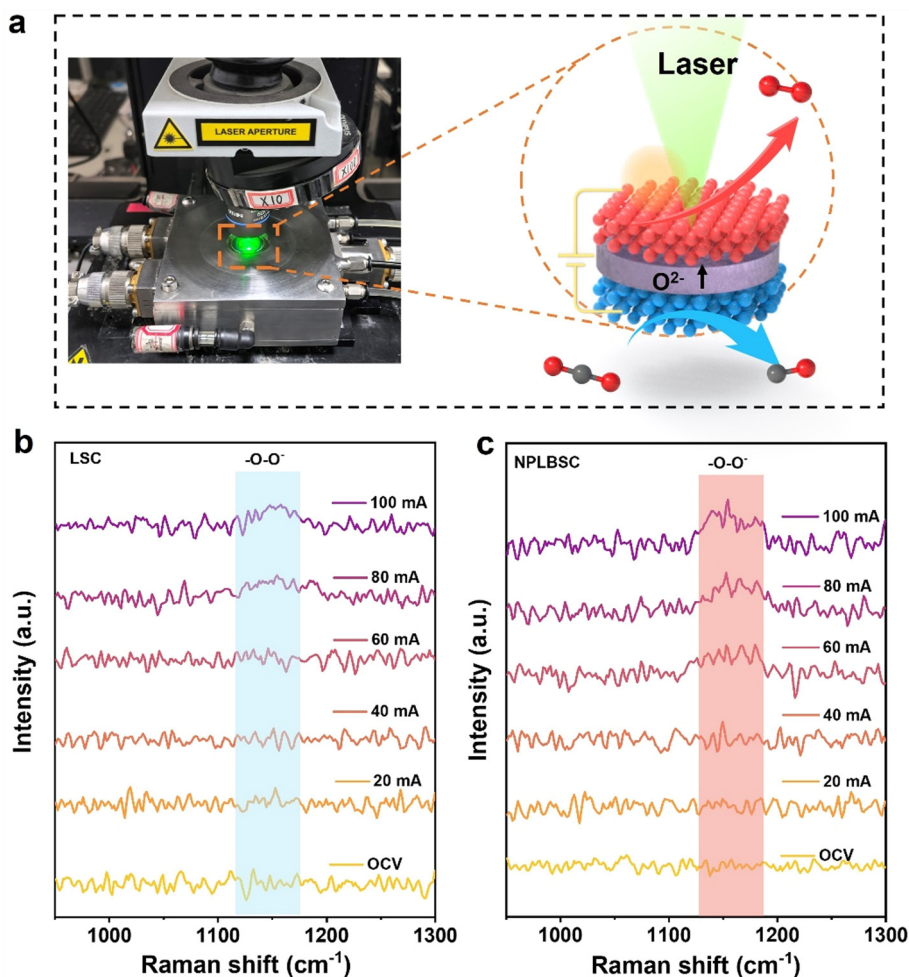 a
LASER APERTURE
X10
Laser
O²⁻
b
LSC
-O-O⁻
100 mA
80 mA
60 mA
40 mA
20 mA
OCV
Intensity (a.u.)
1000 1100 1200 1300
Raman shift (cm⁻¹)
c
NPLBSC
-O-O⁻
100 mA
80 mA
60 mA
40 mA
20 mA
OCV
Intensity (a.u.)
1000 1100 1200 1300
Raman shift (cm⁻¹)